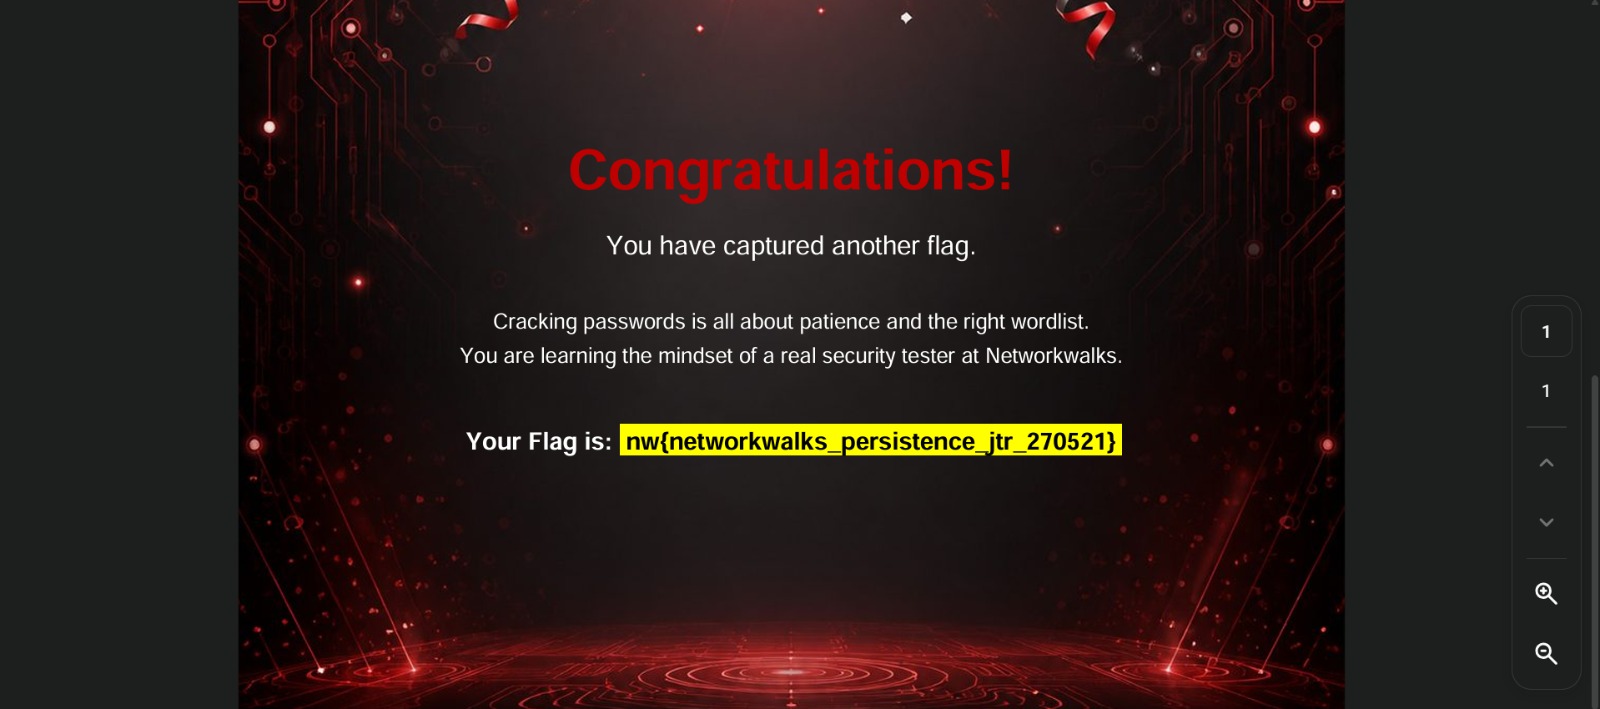 Congratulations!
You have captured another flag.
Cracking passwords is all about patience and the right wordlist.
You are learning the mindset of a real security tester at Networkwalks.
Your Flag is: nw{networkwalks_persistence_jtr_270521}
1
1